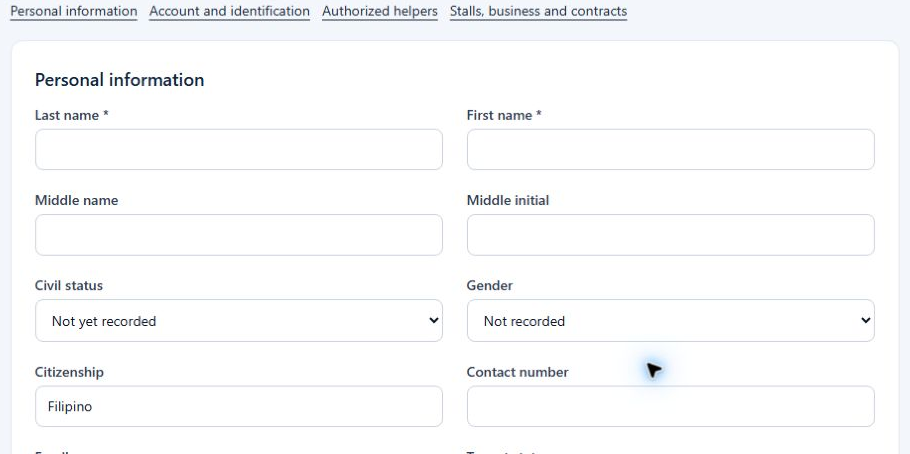 Personal information Account and identification Authorized helpers Stalls, business and contracts
Personal information
Last name * First name *
Middle name Middle initial
Civil status Gender
Not yet recorded Not recorded
Citizenship Contact number
Filipino